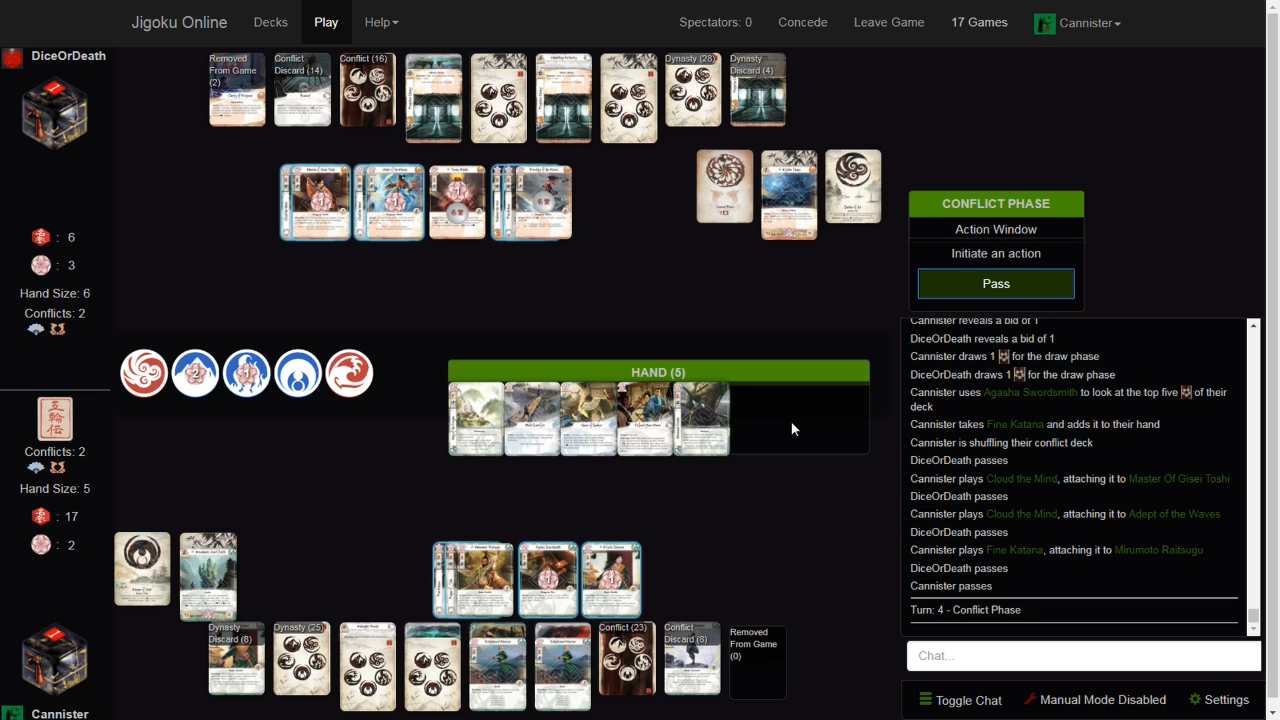 Jigoku Online
Decks
Play
Help
Spectators: 0
Concede
Leave Game
17 Games
Cannister
DiceOrDeath
Removed
From Game
(2)
Conflict
Discard (14)
Conflict (16)
Dynasty (28)
Dynasty
Discard (4)
: 6
: 3
Hand Size: 6
Conflicts: 2
CONFLICT PHASE
Action Window
Initiate an action
Pass
HAND (5)
Cannister reveals a bid of 1
DiceOrDeath reveals a bid of 1
Cannister draws 1 for the draw phase
DiceOrDeath draws 1 for the draw phase
Cannister uses Agasha Swordsmith to look at the top five of their
deck
Cannister takes Fine Katana and adds it to their hand
Cannister is shuffling their conflict deck
DiceOrDeath passes
Cannister plays Cloud the Mind, attaching it to Master Of Gisei Toshi
DiceOrDeath passes
Cannister plays Cloud the Mind, attaching it to Adept of the Waves
DiceOrDeath passes
Cannister plays Fine Katana, attaching it to Mirumoto Raitsugu
DiceOrDeath passes
Cannister passes
Turn: 4 - Conflict Phase
Conflicts: 2
Hand Size: 5
: 17
: 2
Dynasty
Discard (8)
Dynasty (25)
Conflict (23)
Conflict
Discard (8)
Removed
From Game
(0)
Chat...
Toggle Chat
Manual Mode Disabled
Settings
Cannister